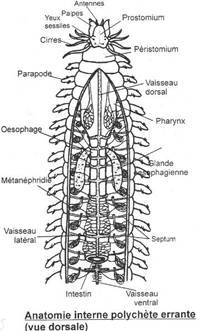 Antennes
Palpes
Yeux
sessiles
Prostomium
Cirres
Péristomium
Parapode
Vaisseau
dorsal
Pharynx
Oesophage
Glande
oesophagienne
Métanéphridie
Vaisseau
latéral
Septum
Intestin
Vaisseau
ventral
Anatomie interne polychète errante
(vue dorsale)